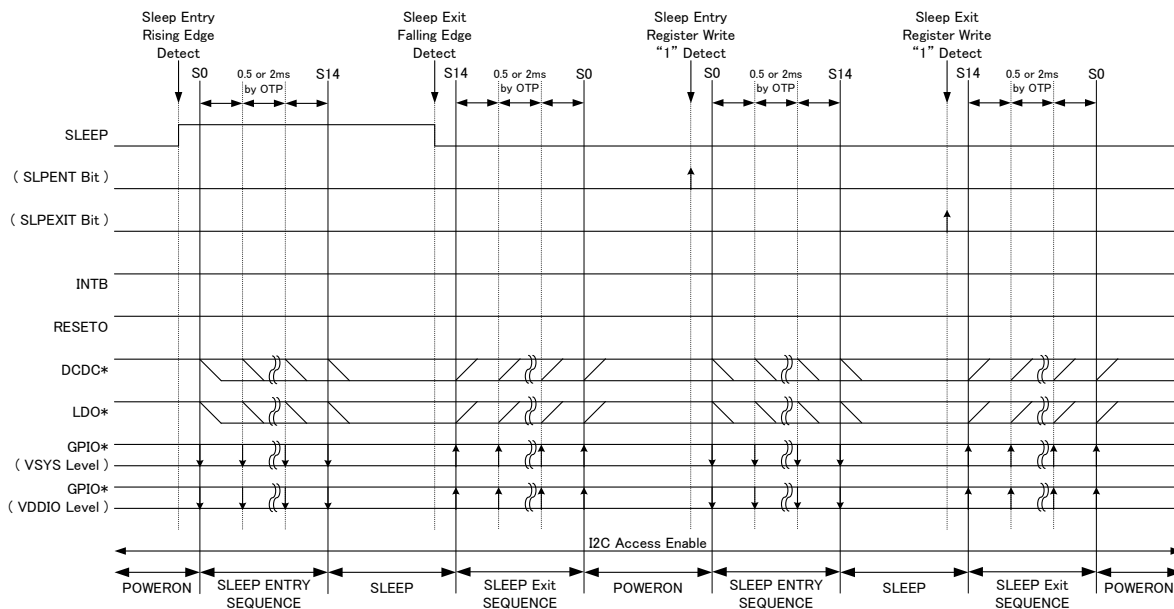 Sleep Entry
Rising Edge
Detect
Sleep Exit
Falling Edge
Detect
Sleep Entry
Register Write
“1” Detect
Sleep Exit
Register Write
“1” Detect
S0
0.5 or 2ms
by OTP
S14
S14
0.5 or 2ms
by OTP
S0
S0
0.5 or 2ms
by OTP
S14
S14
0.5 or 2ms
by OTP
S0
SLEEP
( SLPENT Bit )
( SLPEXIT Bit )
INTB
RESETO
DCDC*
LDO*
GPIO*
( VSYS Level )
GPIO*
( VDDIO Level )
I2C Access Enable
POWERON
SLEEP ENTRY
SEQUENCE
SLEEP
SLEEP Exit
SEQUENCE
POWERON
SLEEP ENTRY
SEQUENCE
SLEEP
SLEEP Exit
SEQUENCE
POWERON